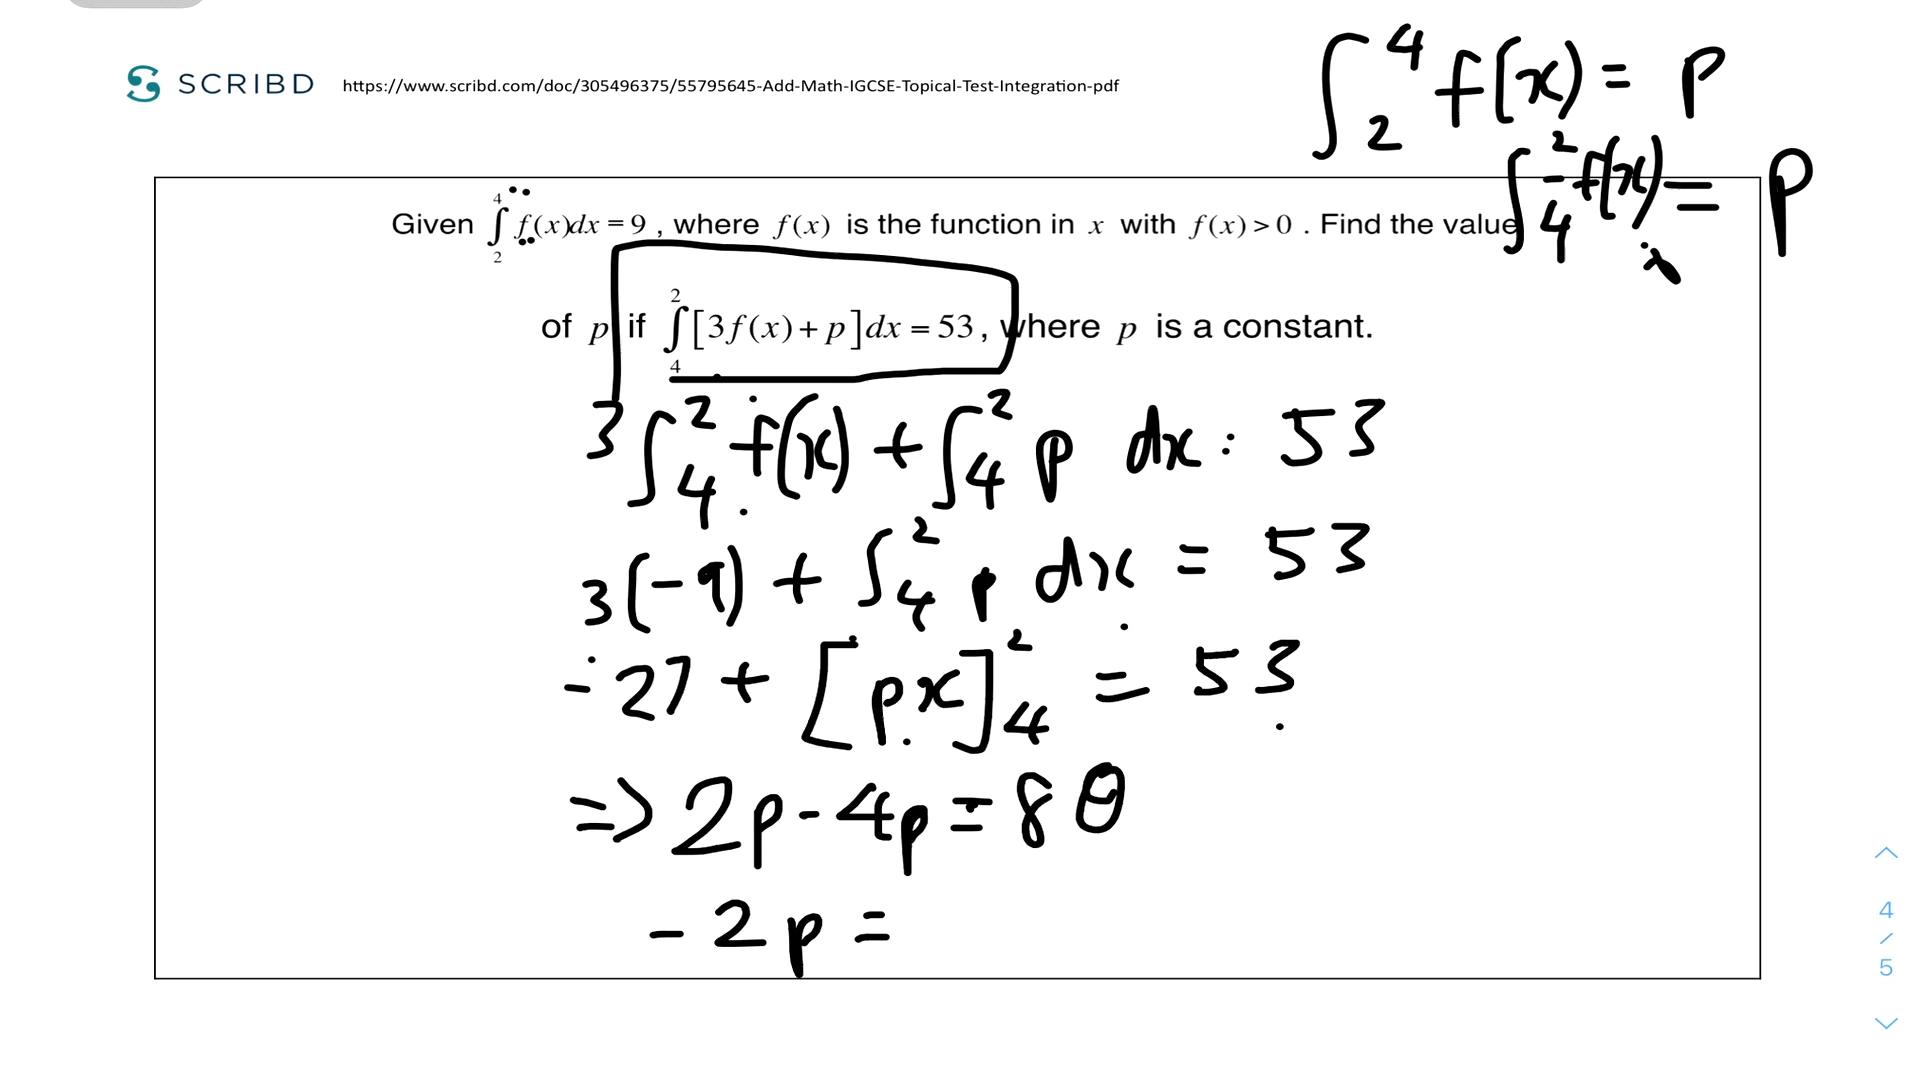 SCRIBD https://www.scribd.com/doc/305496375/55795645-Add-Math-IGCSE-Topical-Test-Integration-pdf
∫₂⁴ f(x) = P
∫₄² f(x) = P
Given ∫₂⁴ f(x)dx = 9 , where f(x) is the function in x with f(x) > 0 . Find the value
of p if ∫₄² [3f(x) + p]dx = 53 , where p is a constant.
3 ∫₄² f(x) + ∫₄² p dx : 53
3(-9) + ∫₄² p dx = 53
-27 + [px]₄² = 53
=> 2p - 4p = 80
- 2p =
4
/
5